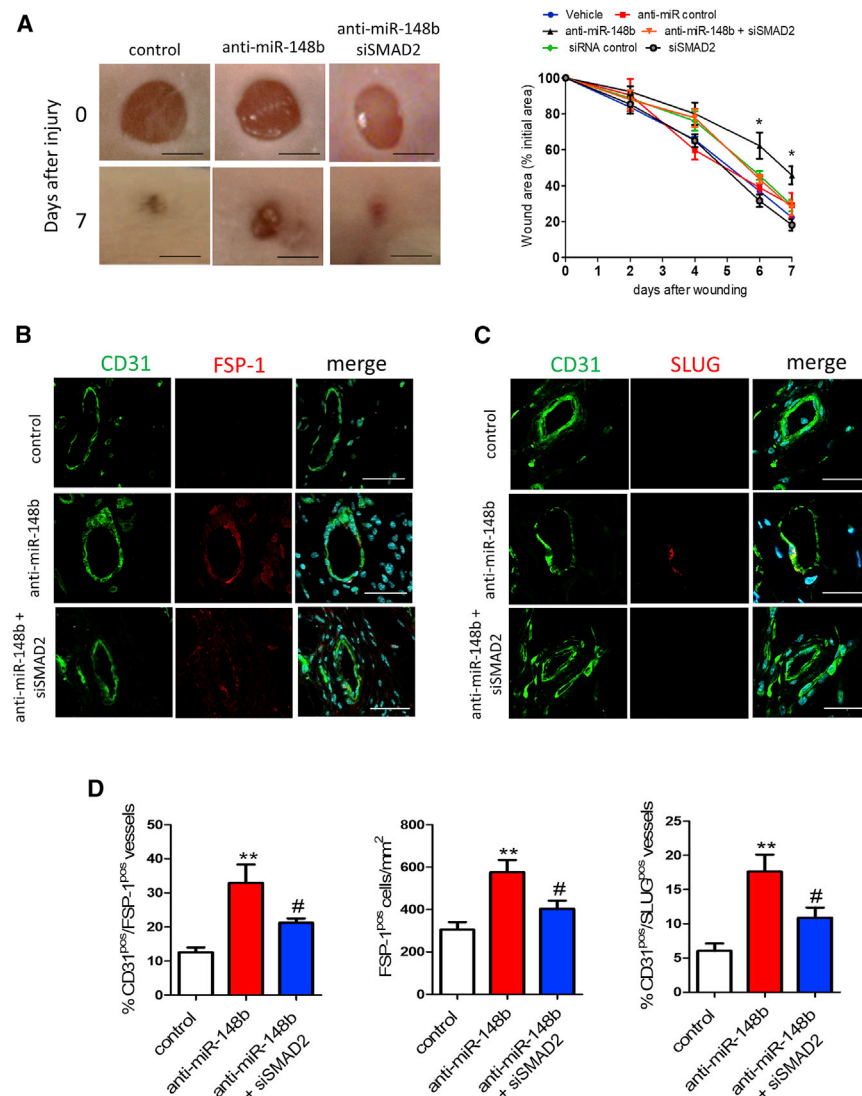 A
control
anti-miR-148b
anti-miR-148b
siSMAD2
Days after injury
0
7
Vehicle
anti-miR control
anti-miR-148b
anti-miR-148b + siSMAD2
siRNA control
siSMAD2
Wound area (% initial area)
100
80
60
40
20
0
*
*
0 1 2 3 4 5 6 7
days after wounding
B
CD31 FSP-1 merge
control
anti-miR-148b
anti-miR-148b +
siSMAD2
C
CD31 SLUG merge
control
anti-miR-148b
anti-miR-148b +
siSMAD2
D
% CD31pos/FSP-1pos vessels
50
40
30
20
10
0
**
#
control
anti-miR-148b
anti-miR-148b
+ siSMAD2
FSP-1pos cells/mm2
800
600
400
200
0
**
#
control
anti-miR-148b
anti-miR-148b
+ siSMAD2
% CD31pos/SLUGpos vessels
25
20
15
10
5
0
**
#
control
anti-miR-148b
anti-miR-148b
+ siSMAD2